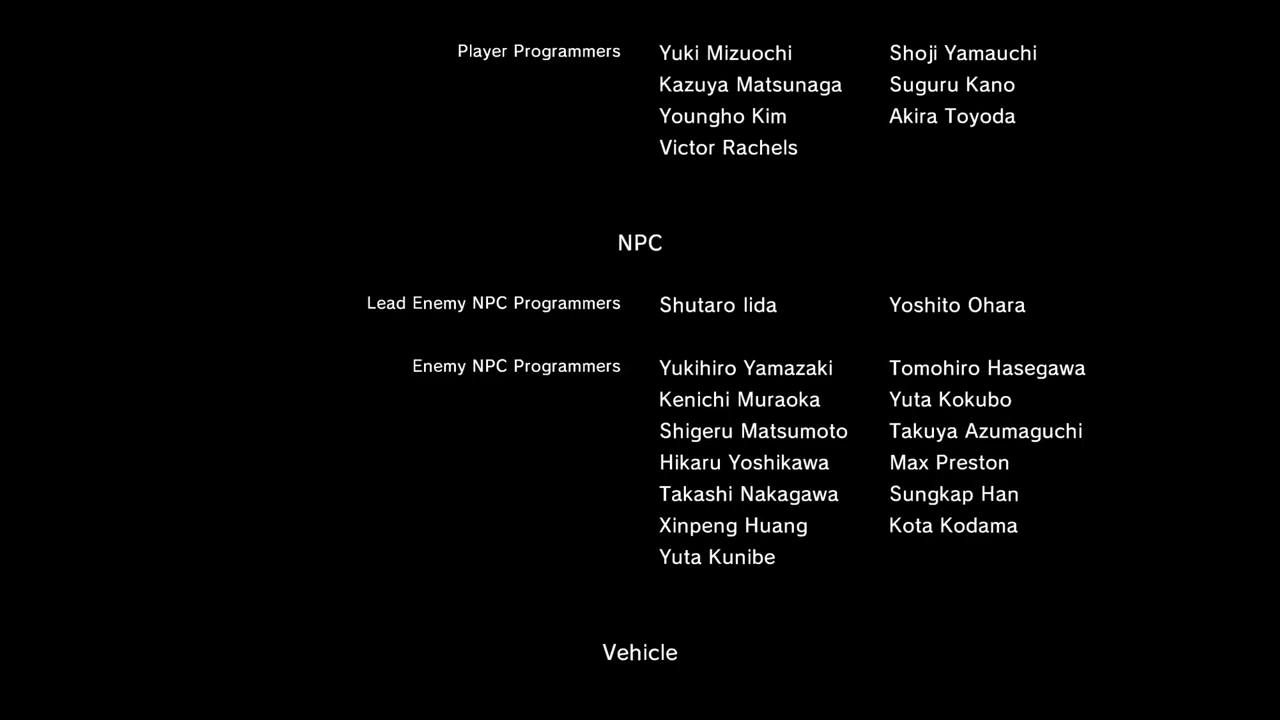 Player Programmers Yuki Mizuochi Shoji Yamauchi
Kazuya Matsunaga Suguru Kano
Youngho Kim Akira Toyoda
Victor Rachels
NPC
Lead Enemy NPC Programmers Shutaro Iida Yoshito Ohara
Enemy NPC Programmers Yukihiro Yamazaki Tomohiro Hasegawa
Kenichi Muraoka Yuta Kokubo
Shigeru Matsumoto Takuya Azumaguchi
Hikaru Yoshikawa Max Preston
Takashi Nakagawa Sungkap Han
Xinpeng Huang Kota Kodama
Yuta Kunibe
Vehicle